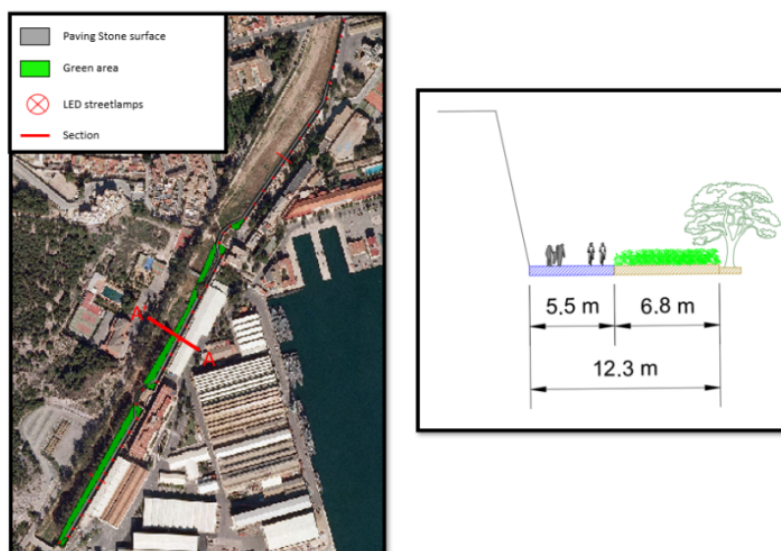 Paving Stone surface
Green area
LED streetlamps
Section
A'
A
5.5 m
6.8 m
12.3 m